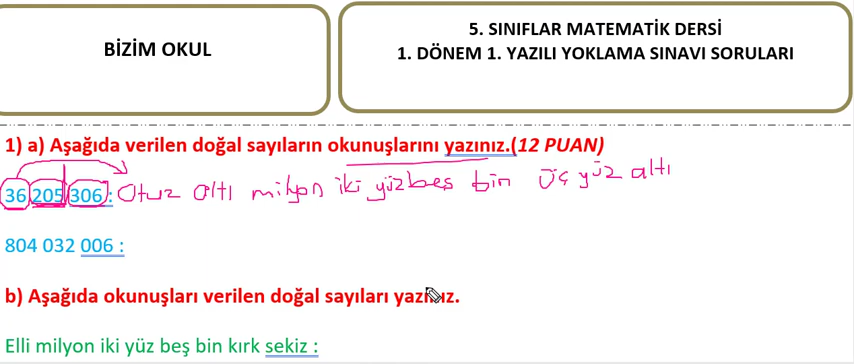 BİZİM OKUL
5. SINIFLAR MATEMATİK DERSİ
1. DÖNEM 1. YAZILI YOKLAMA SINAVI SORULARI
1) a) Aşağıda verilen doğal sayıların okunuşlarını yazınız.(12 PUAN)
36 205 306 : Otuz altı milyon iki yüzbeş bin üç yüz altı
804 032 006 :
b) Aşağıda okunuşları verilen doğal sayıları yazınız.
Elli milyon iki yüz beş bin kırk sekiz :